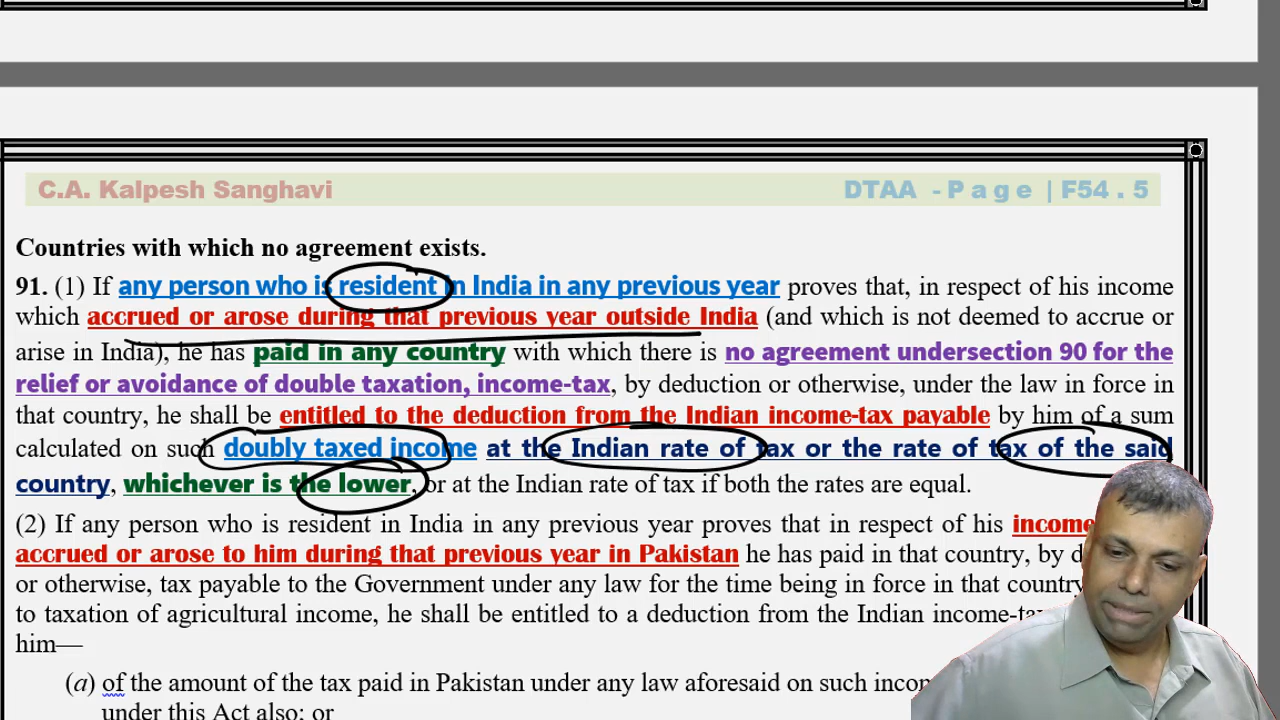 C.A. Kalpesh Sanghavi DTAA - P a g e | F54 . 5
Countries with which no agreement exists.
91. (1) If any person who is resident in India in any previous year proves that, in respect of his income
which accrued or arose during that previous year outside India (and which is not deemed to accrue or
arise in India), he has paid in any country with which there is no agreement undersection 90 for the
relief or avoidance of double taxation, income-tax, by deduction or otherwise, under the law in force in
that country, he shall be entitled to the deduction from the Indian income-tax payable by him of a sum
calculated on such doubly taxed income at the Indian rate of tax or the rate of tax of the said
country, whichever is the lower, or at the Indian rate of tax if both the rates are equal.
(2) If any person who is resident in India in any previous year proves that in respect of his income
accrued or arose to him during that previous year in Pakistan he has paid in that country, by
or otherwise, tax payable to the Government under any law for the time being in force in that country
to taxation of agricultural income, he shall be entitled to a deduction from the Indian
him—
(a) of the amount of the tax paid in Pakistan under any law aforesaid on such
under this Act also; or